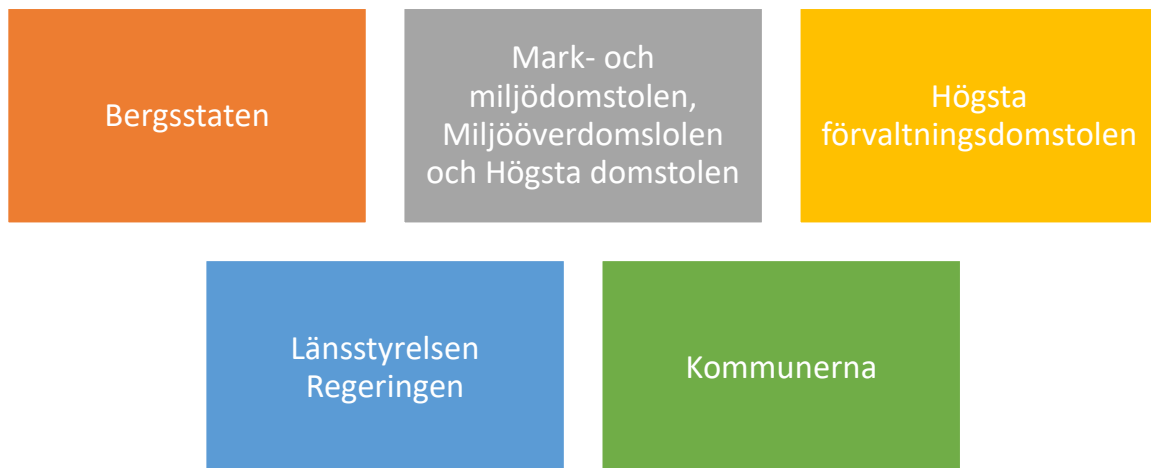 Bergsstaten
Mark- och
miljödomstolen,
Miljööverdomslolen
och Högsta domstolen
Högsta
förvaltningsdomstolen
Länsstyrelsen
Regeringen
Kommunerna